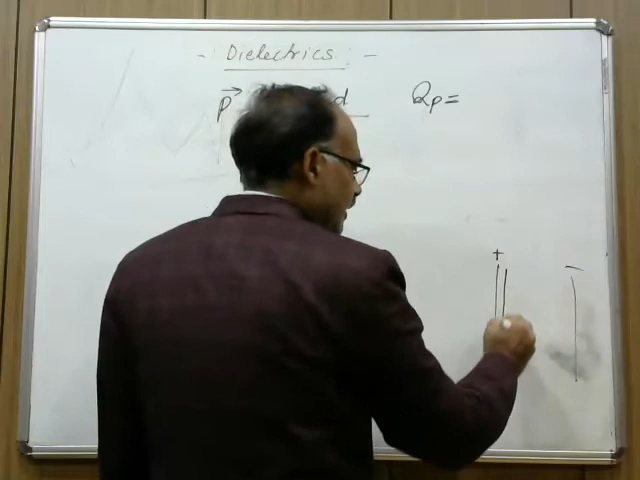 - Dielectrics : -
p⃗ d Qp =
+ -